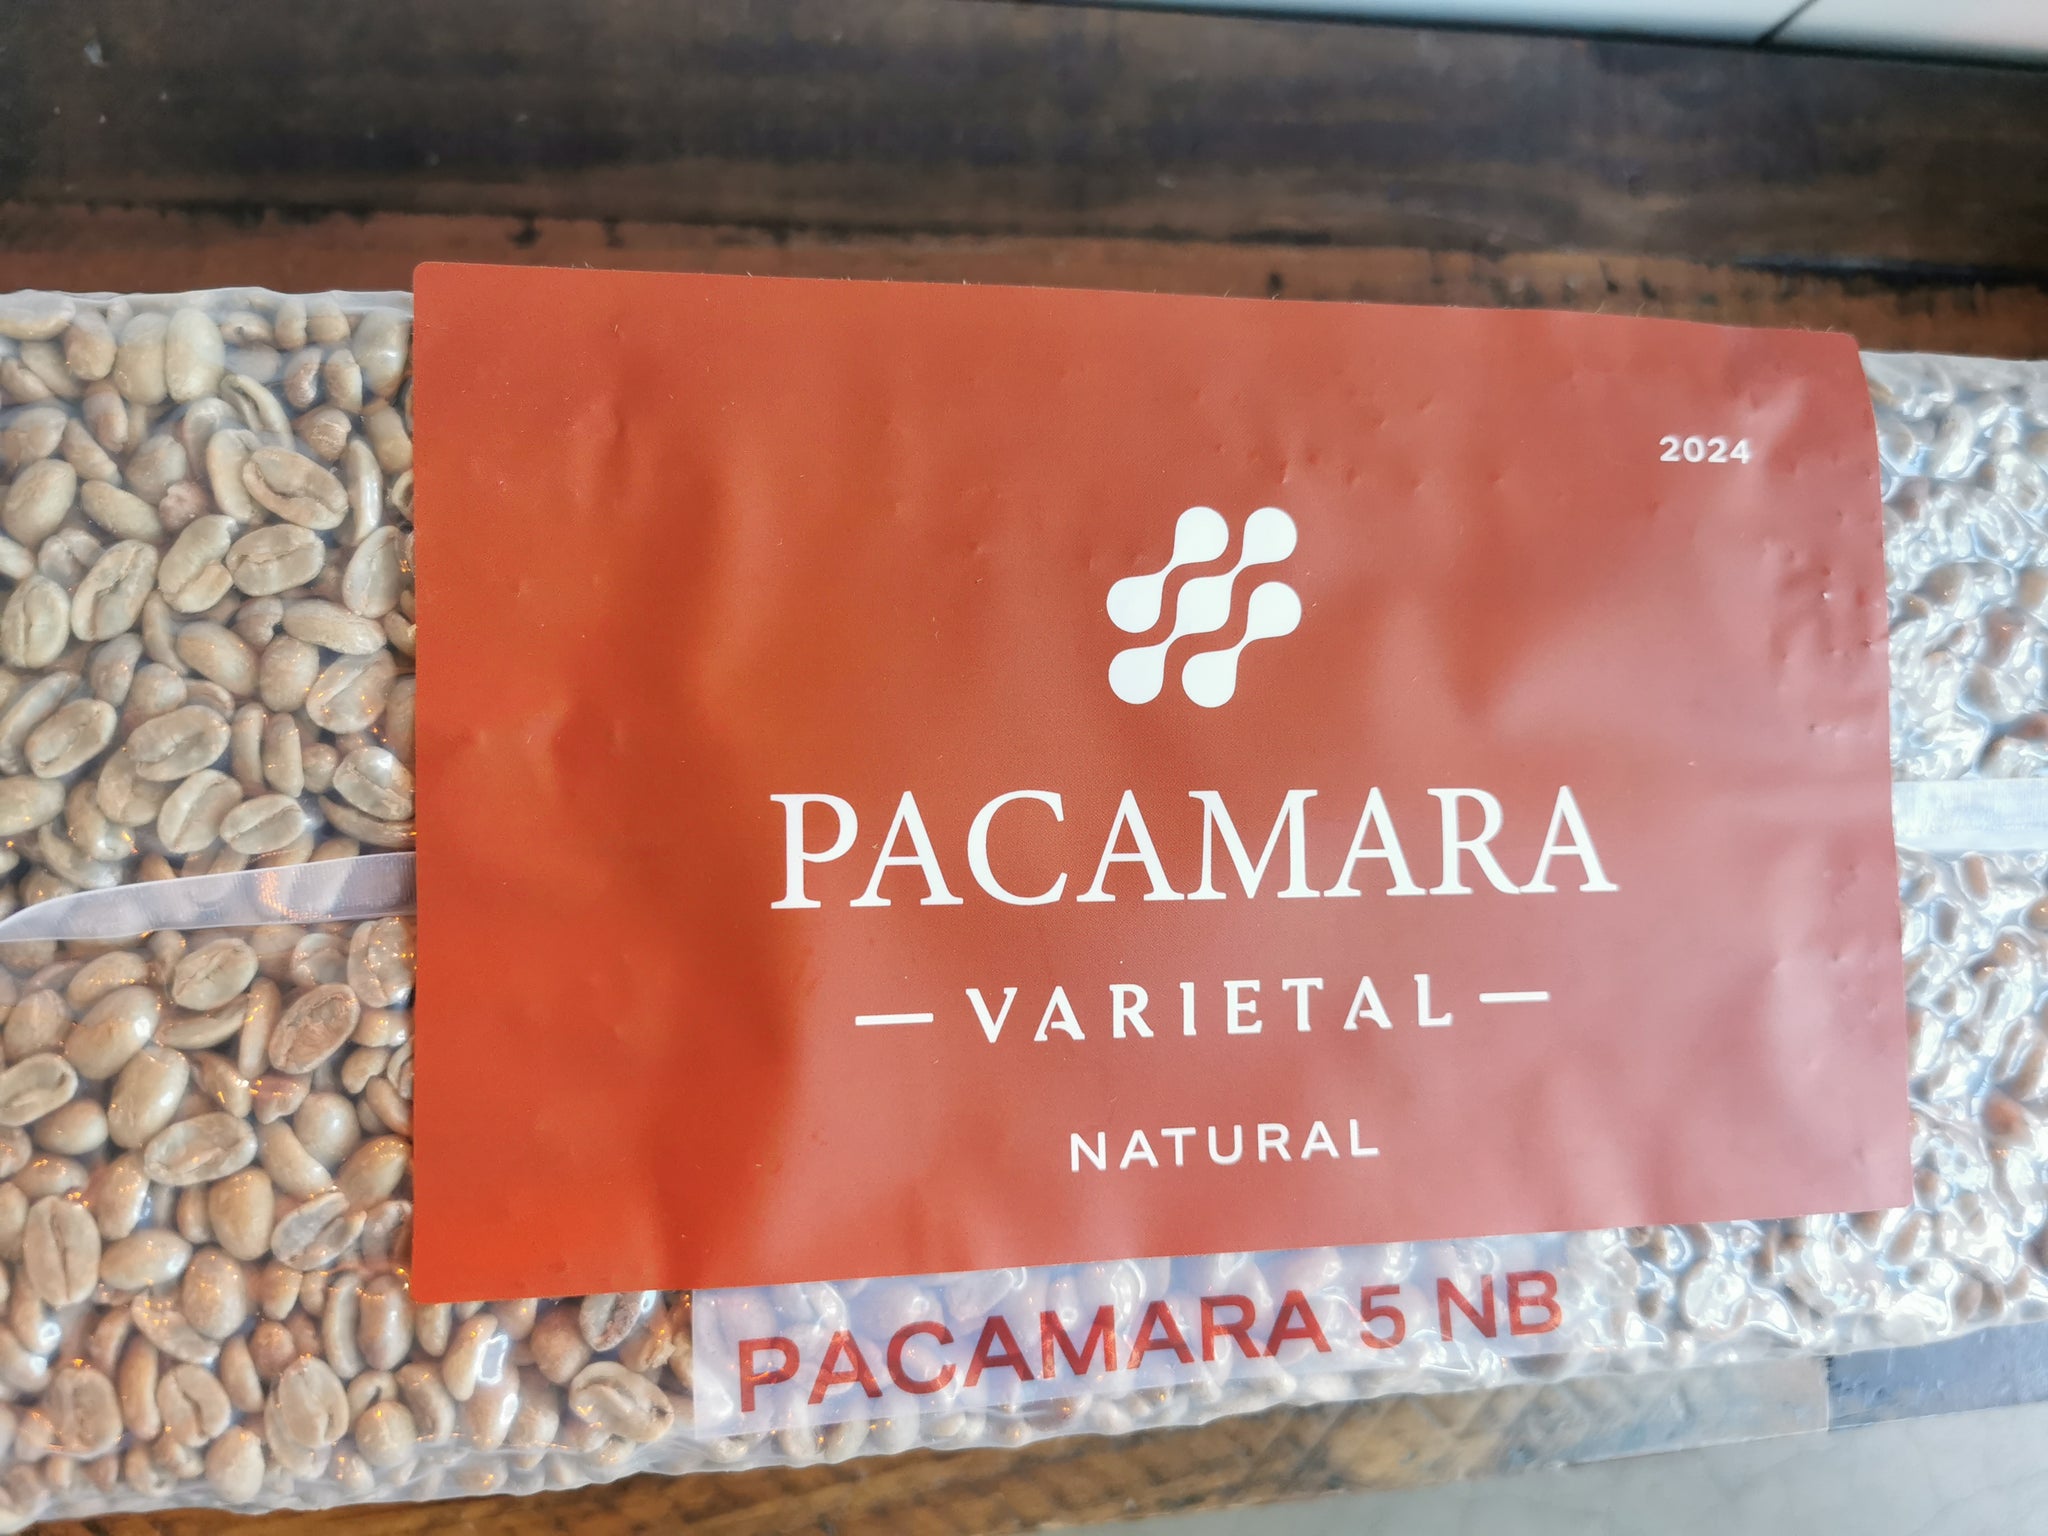 2024
PACAMARA
— VARIETAL —
NATURAL
PACAMARA 5 NB